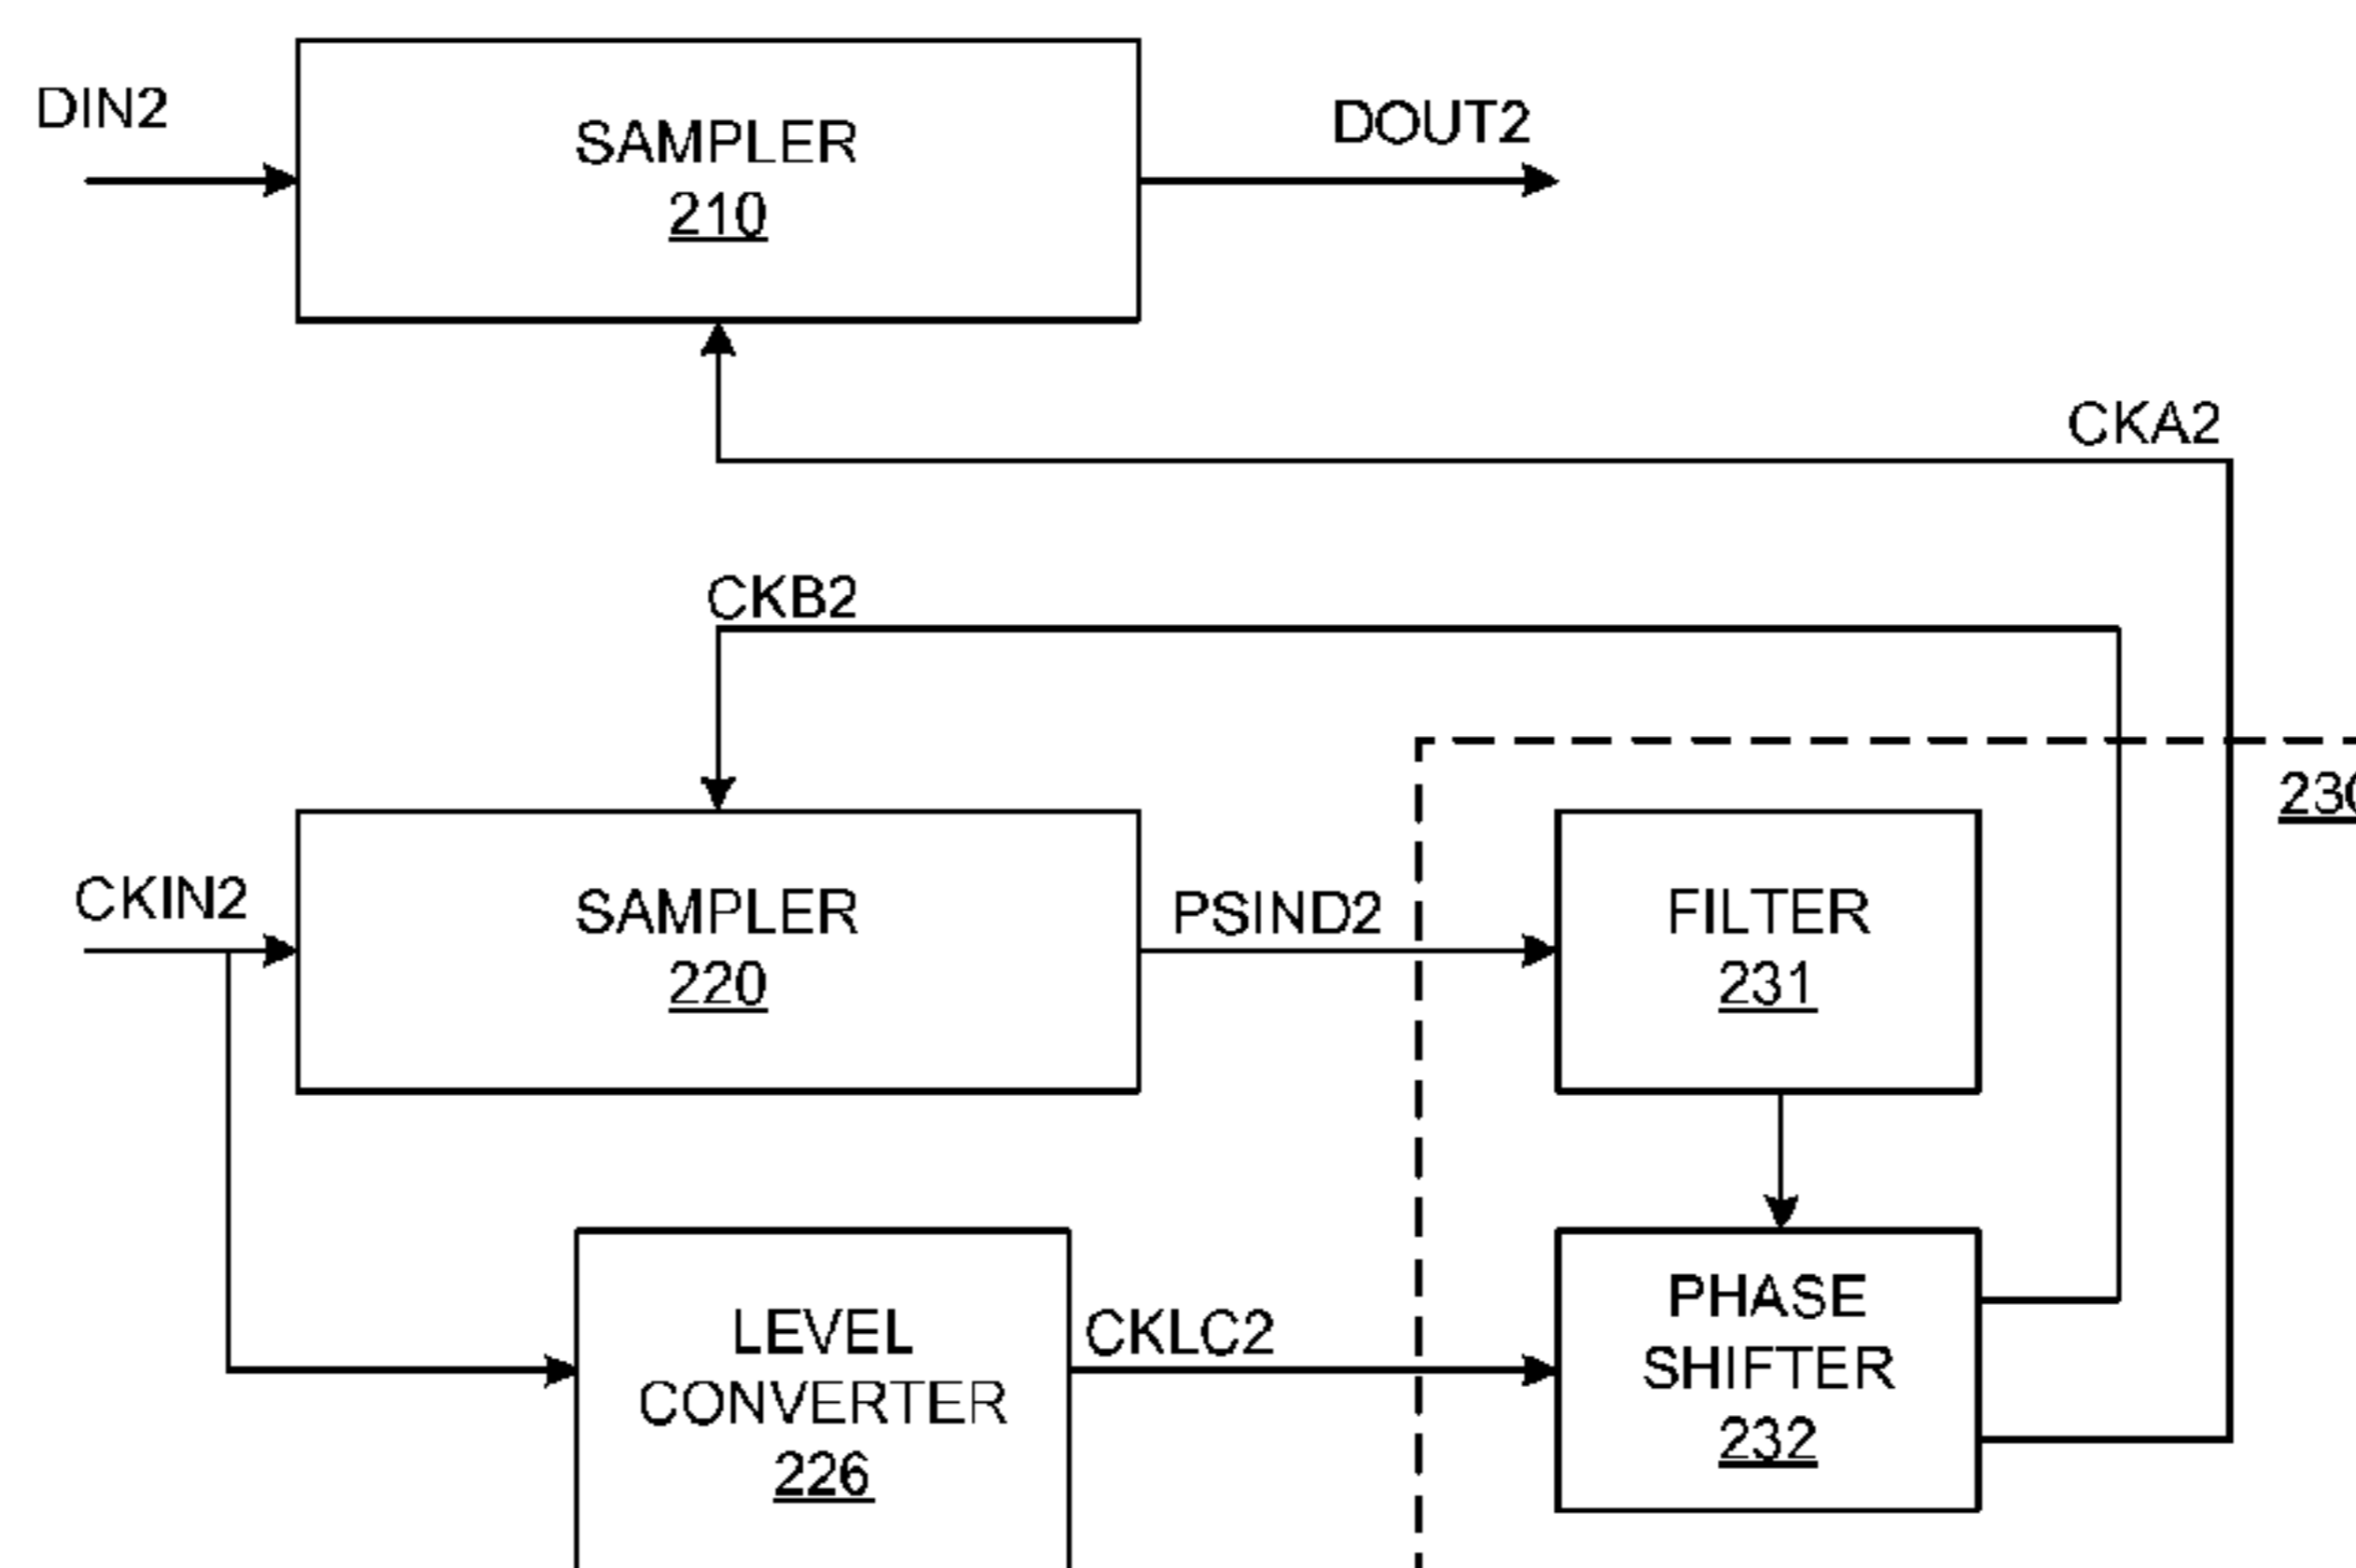 DIN2
SAMPLER
210
DOUT2
CKA2
CKB2
CKIN2
SAMPLER
220
PSIND2
FILTER
231
LEVEL
CONVERTER
226
CKLC2
PHASE
SHIFTER
232